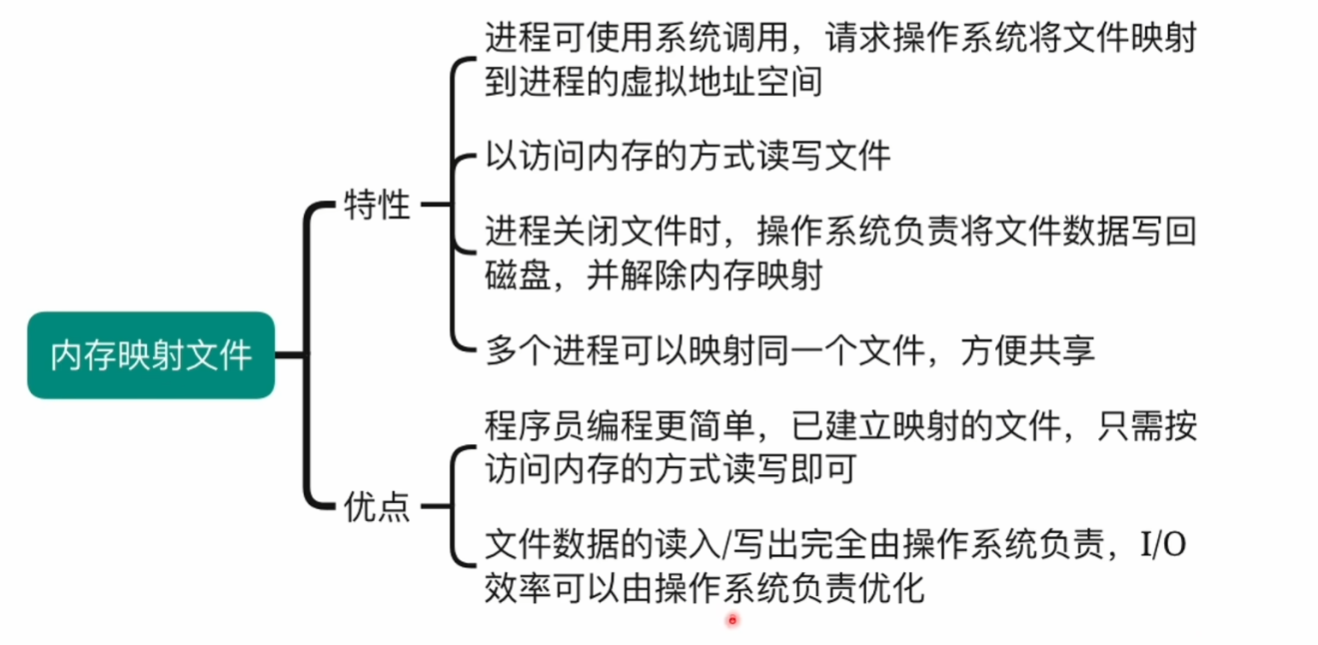 进程可使用系统调用，请求操作系统将文件映射
到进程的虚拟地址空间
以访问内存的方式读写文件
特性
进程关闭文件时，操作系统负责将文件数据写回
磁盘，并解除内存映射
内存映射文件
多个进程可以映射同一个文件，方便共享
程序员编程更简单，已建立映射的文件，只需按
访问内存的方式读写即可
优点
文件数据的读入/写出完全由操作系统负责，I/O
效率可以由操作系统负责优化